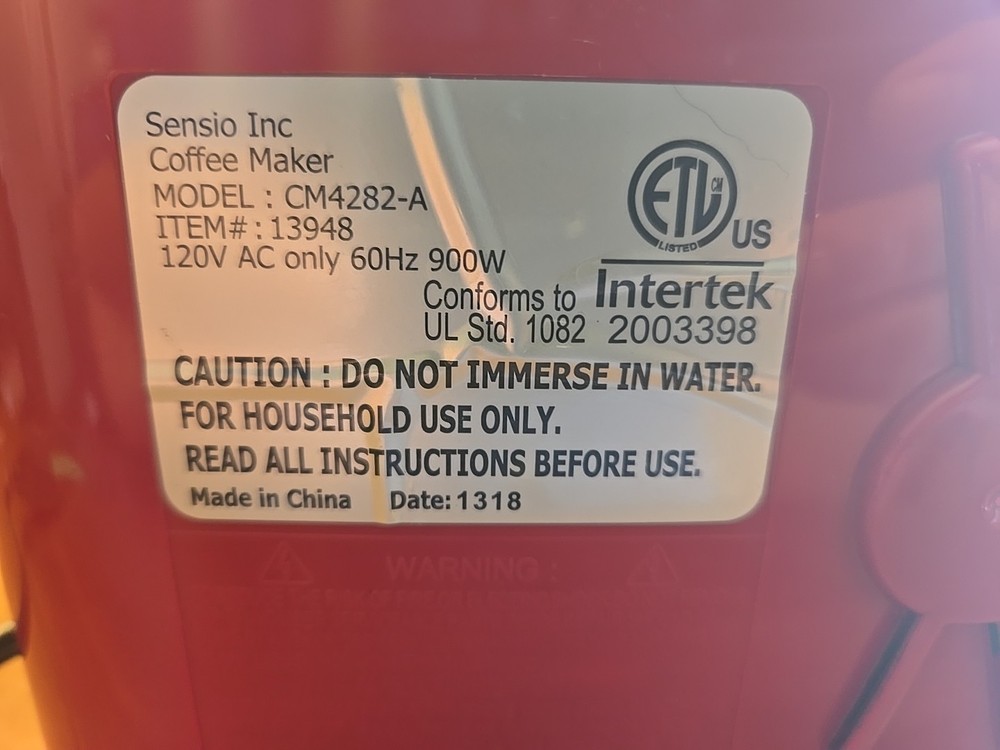 Sensio Inc
Coffee Maker
MODEL : CM4282-A
ITEM# : 13948
120V AC only 60Hz 900W
ETL CM
LISTED
US
Intertek
Conforms to
UL Std. 1082 2003398
CAUTION : DO NOT IMMERSE IN WATER.
FOR HOUSEHOLD USE ONLY.
READ ALL INSTRUCTIONS BEFORE USE.
Made in China Date: 1318
WARNING :